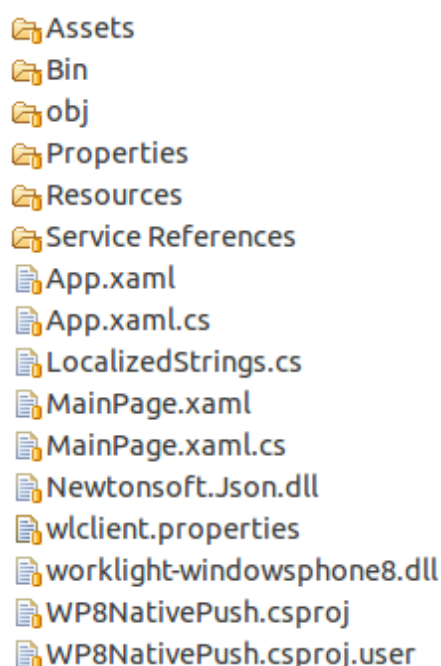 Assets
Bin
obj
Properties
Resources
Service References
App.xaml
App.xaml.cs
LocalizedStrings.cs
MainPage.xaml
MainPage.xaml.cs
Newtonsoft.Json.dll
wlclient.properties
worklight-windowsphone8.dll
WP8NativePush.csproj
WP8NativePush.csproj.user